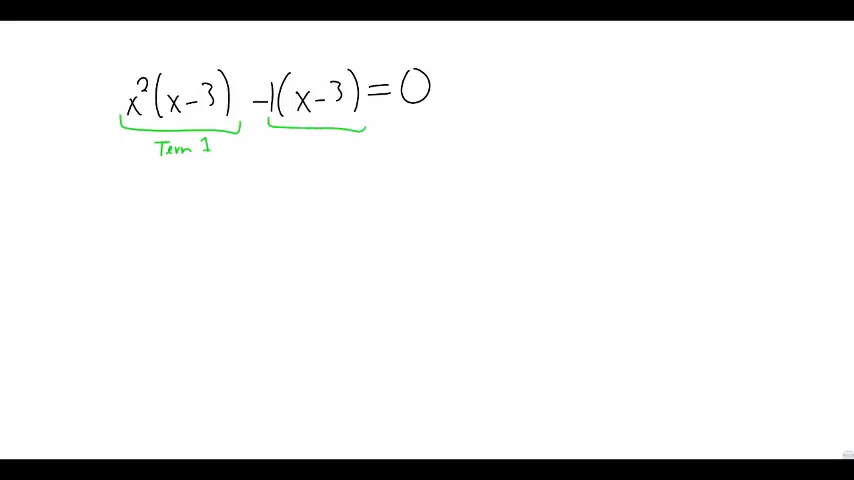 x²(x-3) -1(x-3) = 0
Term 1